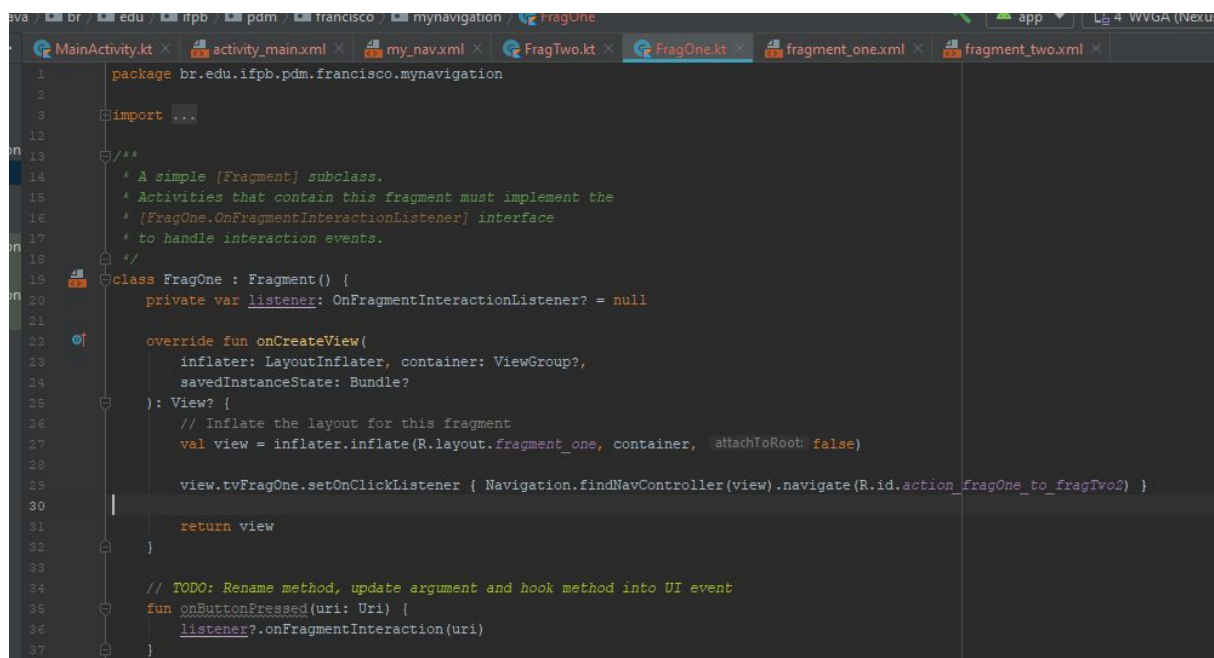 ava / br / edu / ifpb / pdm / francisco / mynavigation / FragOne app 4 WVGA (Nexus
MainActivity.kt × activity_main.xml × my_nav.xml × FragTwo.kt × FragOne.kt × fragment_one.xml × fragment_two.xml ×
1 package br.edu.ifpb.pdm.francisco.mynavigation
2
3 import ...
12
13 /**
14 * A simple [Fragment] subclass.
15 * Activities that contain this fragment must implement the
16 * [FragOne.OnFragmentInteractionListener] interface
17 * to handle interaction events.
18 */
19 class FragOne : Fragment() {
20 private var listener: OnFragmentInteractionListener? = null
21
22 override fun onCreateView(
23 inflater: LayoutInflater, container: ViewGroup?,
24 savedInstanceState: Bundle?
25 ): View? {
26 // Inflate the layout for this fragment
27 val view = inflater.inflate(R.layout.fragment_one, container, attachToRoot: false)
28
29 view.tvFragOne.setOnClickListener { Navigation.findNavController(view).navigate(R.id.action_fragOne_to_fragTwo2) }
30
31 return view
32 }
33
34 // TODO: Rename method, update argument and hook method into UI event
35 fun onButtonPressed(uri: Uri) {
36 listener?.onFragmentInteraction(uri)
37 }